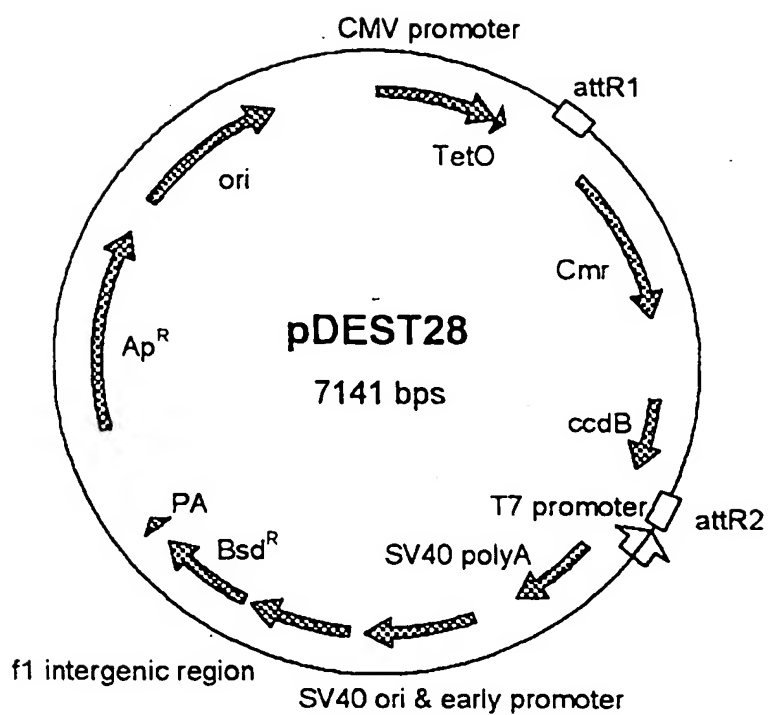 CMV promoter
attR1
TetO
ori
Cmr
pDEST28
7141 bps
Ap^R
ccdB
T7 promoter
attR2
PA
SV40 polyA
Bsd^R
f1 intergenic region
SV40 ori & early promoter